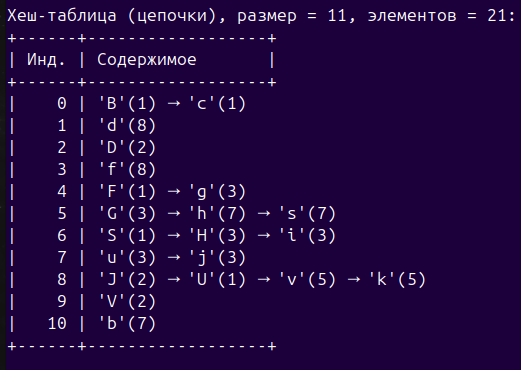 Хеш-таблица (цепочки), размер = 11, элементов = 21:
+------+------------------+
| Инд. | Содержимое       |
+------+------------------+
|    0 | 'B'(1) → 'c'(1)
|    1 | 'd'(8)
|    2 | 'D'(2)
|    3 | 'f'(8)
|    4 | 'F'(1) → 'g'(3)
|    5 | 'G'(3) → 'h'(7) → 's'(7)
|    6 | 'S'(1) → 'H'(3) → 'i'(3)
|    7 | 'u'(3) → 'j'(3)
|    8 | 'J'(2) → 'U'(1) → 'v'(5) → 'k'(5)
|    9 | 'V'(2)
|   10 | 'b'(7)
+------+------------------+